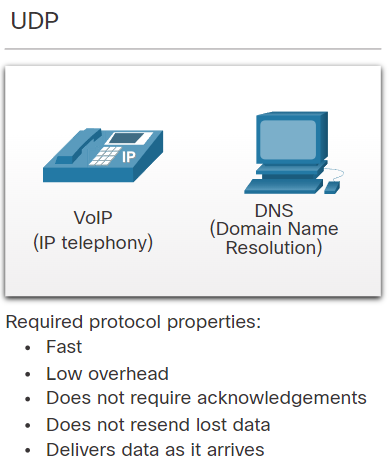 UDP
IP
VoIP
(IP telephony)
DNS
(Domain Name
Resolution)
Required protocol properties:
• Fast
• Low overhead
• Does not require acknowledgements
• Does not resend lost data
• Delivers data as it arrives